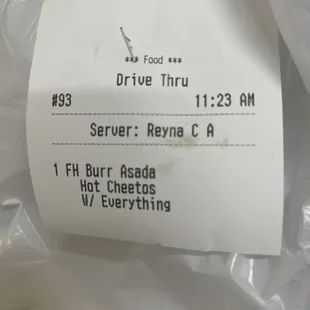 *** Food ***
Drive Thru
#93 11:23 AM
Server: Reyna C A
1 FH Burr Asada
Hot Cheetos
W/ Everything